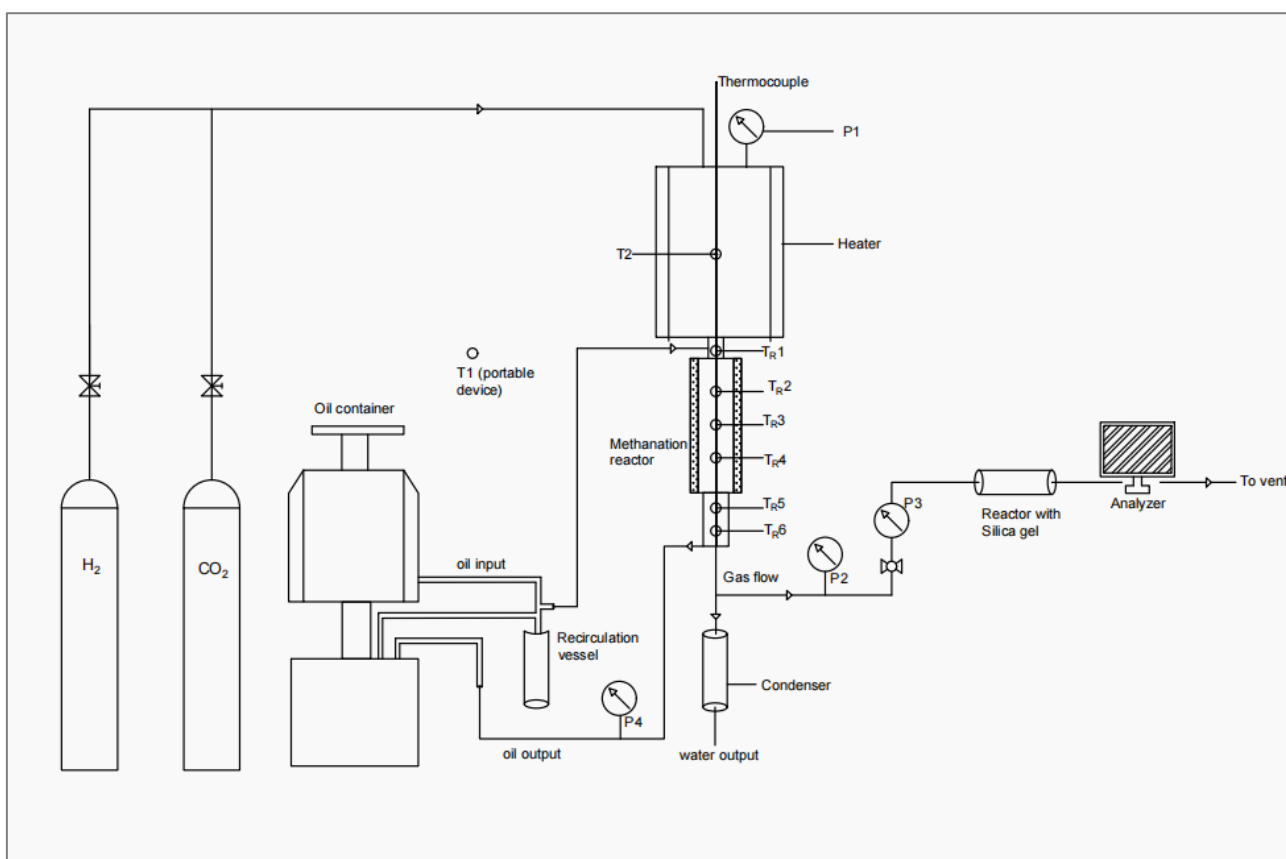 Thermocouple
P1
T2
Heater
T1 (portable
device)
TR1
TR2
TR3
TR4
TR5
TR6
Oil container
Methanation
reactor
H2
CO2
oil input
Recirculation
vessel
P4
oil output
Gas flow
P2
P3
Reactor with
Silica gel
Analyzer
To vent
Condenser
water output